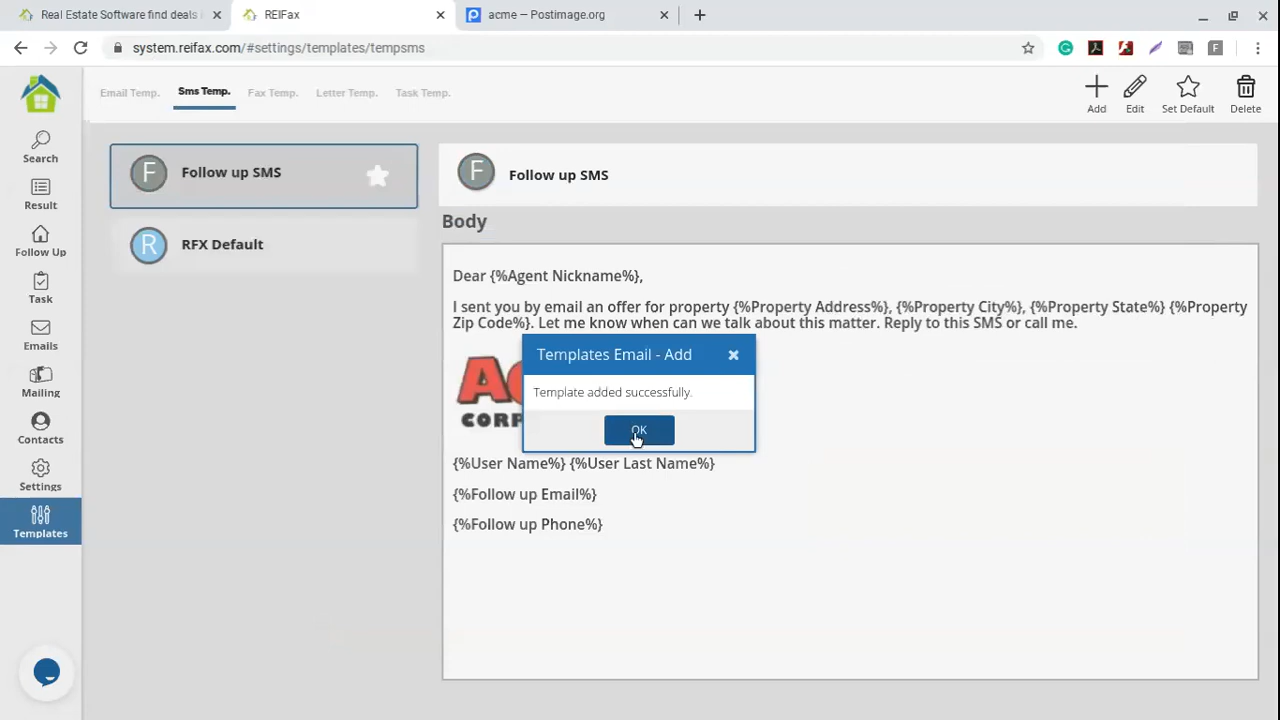 Real Estate Software find deals
REIFax
acme — Postimage.org
system.reifax.com/#settings/templates/tempsms
Email Temp.
Sms Temp.
Fax Temp.
Letter Temp.
Task Temp.
Add
Edit
Set Default
Delete
Search
Result
Follow Up
Task
Emails
Mailing
Contacts
Settings
Templates
F
Follow up SMS
R
RFX Default
F
Follow up SMS
Body
Dear {%Agent Nickname%},
I sent you by email an offer for property {%Property Address%}, {%Property City%}, {%Property State%} {%Property
Zip Code%}. Let me know when can we talk about this matter. Reply to this SMS or call me.
Templates Email - Add
Template added successfully.
OK
{%User Name%} {%User Last Name%}
{%Follow up Email%}
{%Follow up Phone%}